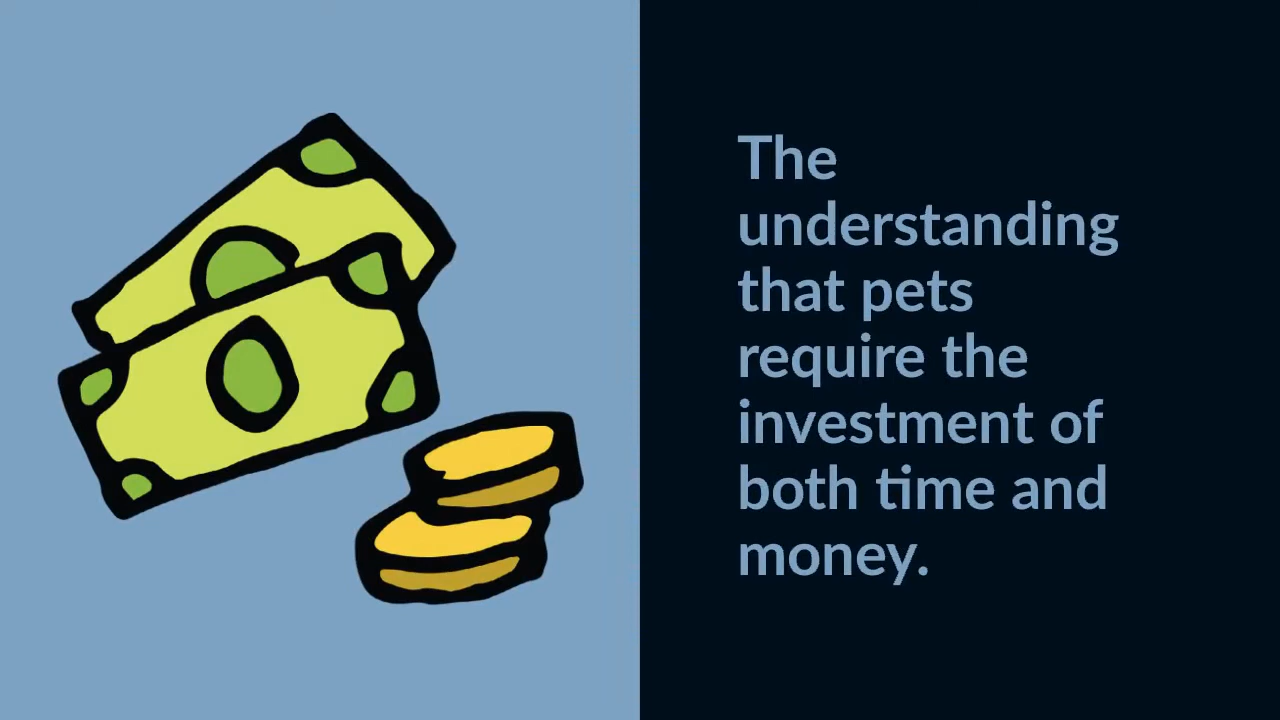 The
understanding
that pets
require the
investment of
both time and
money.